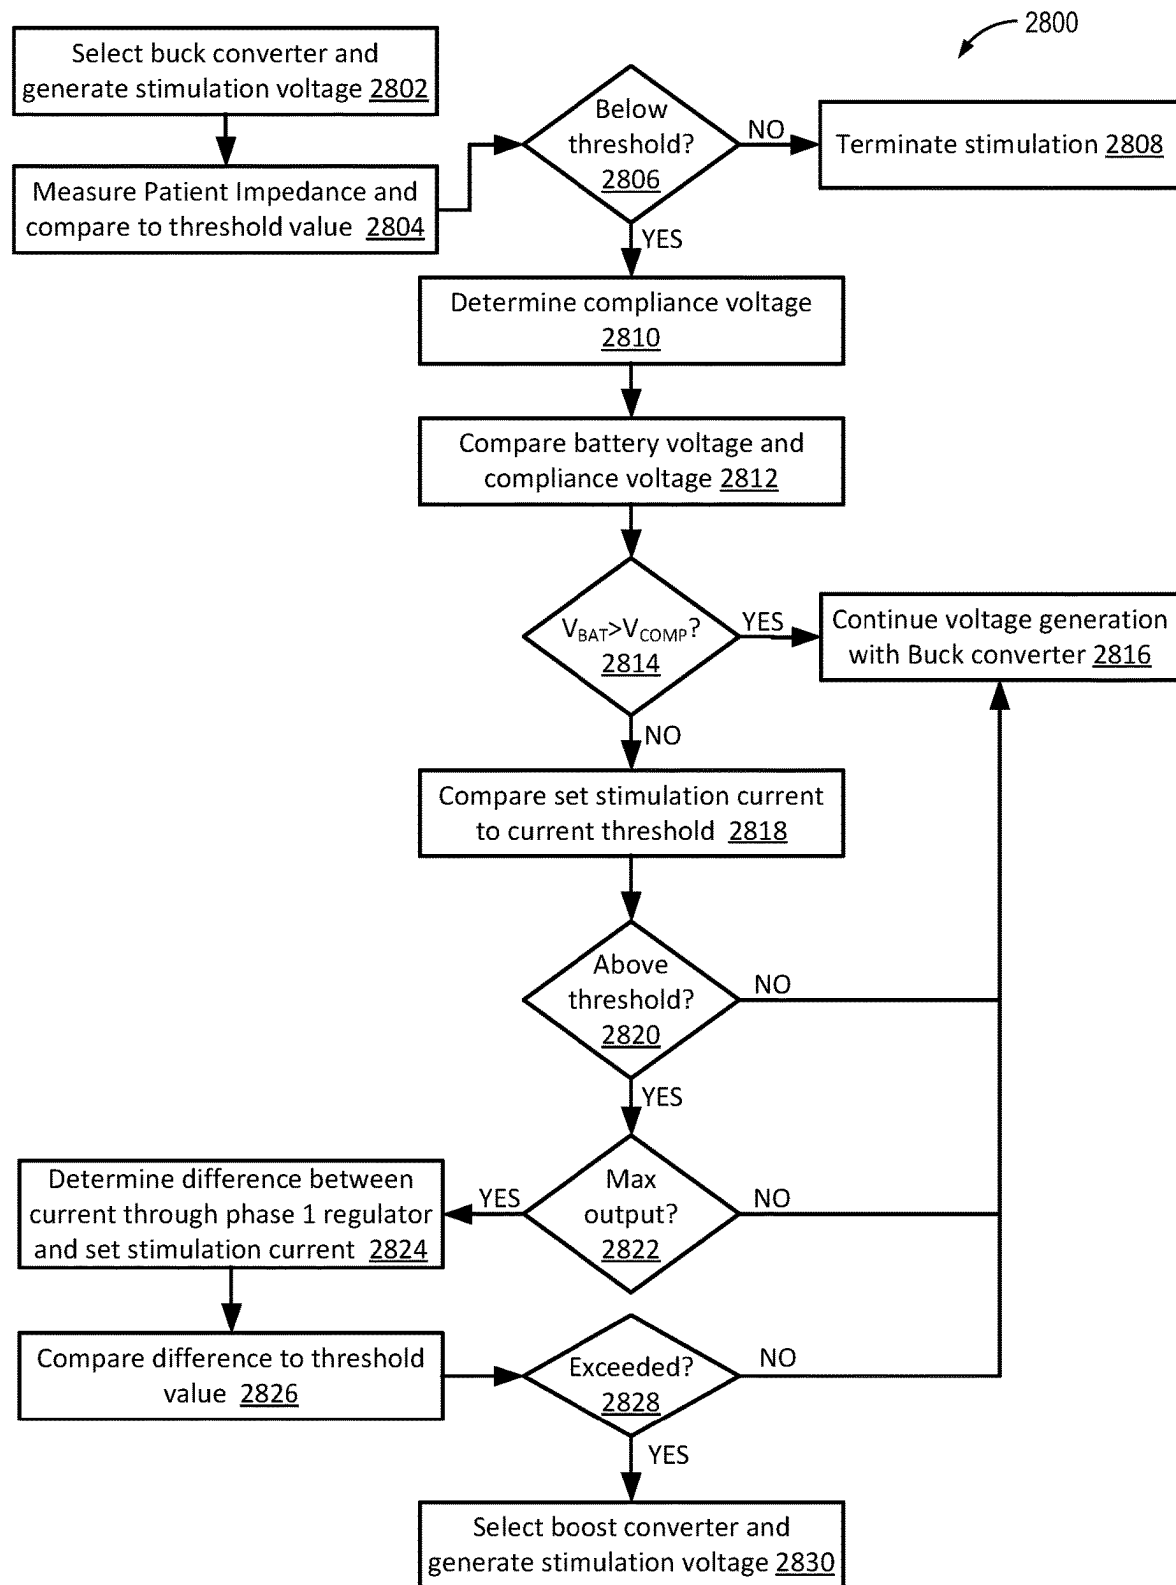 2800
Select buck converter and
generate stimulation voltage 2802
Measure Patient Impedance and
compare to threshold value 2804
Below
threshold?
2806
NO
Terminate stimulation 2808
YES
Determine compliance voltage
2810
Compare battery voltage and
compliance voltage 2812
VBAT>VCOMP?
2814
YES
Continue voltage generation
with Buck converter 2816
NO
Compare set stimulation current
to current threshold 2818
Above
threshold?
2820
NO
YES
Max
output?
2822
NO
YES
Determine difference between
current through phase 1 regulator
and set stimulation current 2824
Compare difference to threshold
value 2826
Exceeded?
2828
NO
YES
Select boost converter and
generate stimulation voltage 2830